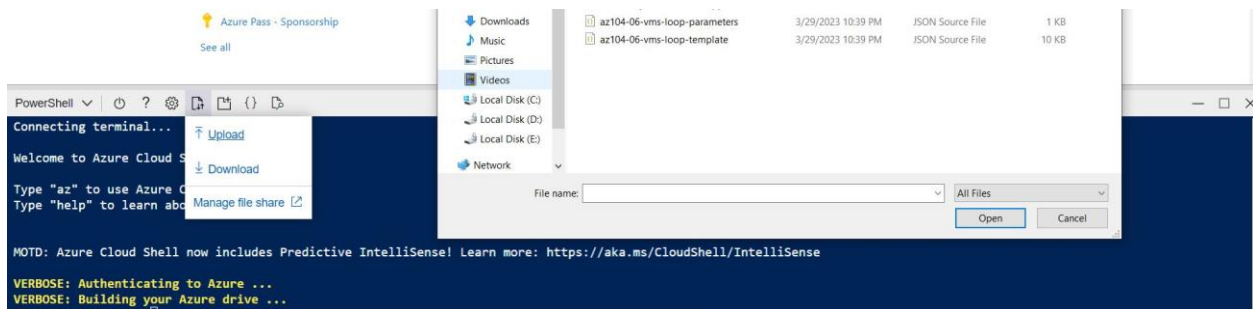 Azure Pass - Sponsorship
See all
Downloads
Music
Pictures
Videos
Local Disk (C:)
Local Disk (D:)
Local Disk (E:)
Network
az104-06-vms-loop-parameters 3/29/2023 10:39 PM JSON Source File 1 KB
az104-06-vms-loop-template 3/29/2023 10:39 PM JSON Source File 10 KB
File name:
All Files
Open Cancel
PowerShell
Upload
Download
Manage file share
Connecting terminal...
Welcome to Azure Cloud S
Type "az" to use Azure C
Type "help" to learn abo
MOTD: Azure Cloud Shell now includes Predictive IntelliSense! Learn more: https://aka.ms/CloudShell/IntelliSense
VERBOSE: Authenticating to Azure ...
VERBOSE: Building your Azure drive ...